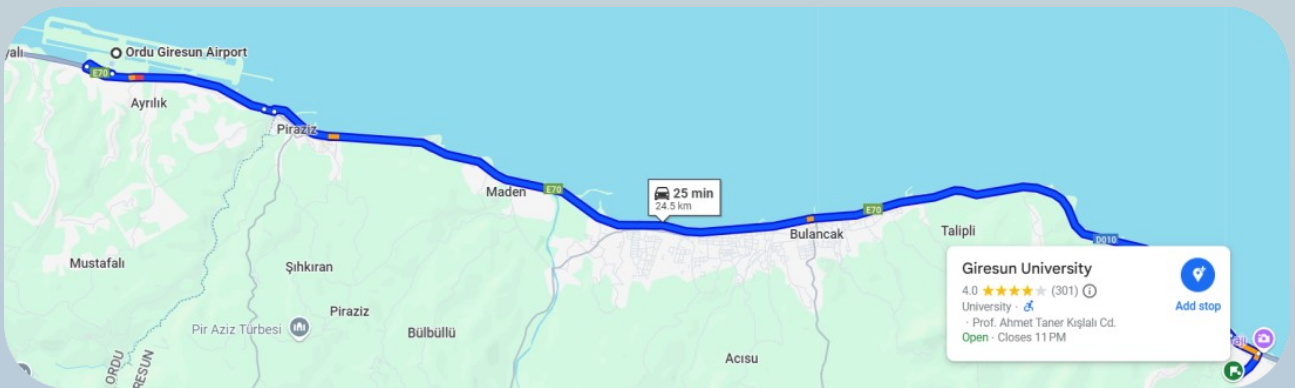 Ordu Giresun Airport
E70
Ayrılık
Piraziz
Maden
E70
25 min
24.5 km
E70
Bulancak
Talipli
D010
Mustafalı
Şıhkıran
Piraziz
Pir Aziz Türbesi
Bülbüllü
Acısu
ORDU
Giresun University
4.0 (301)
University
· Prof. Ahmet Taner Kışlalı Cd.
Open · Closes 11 PM
Add stop